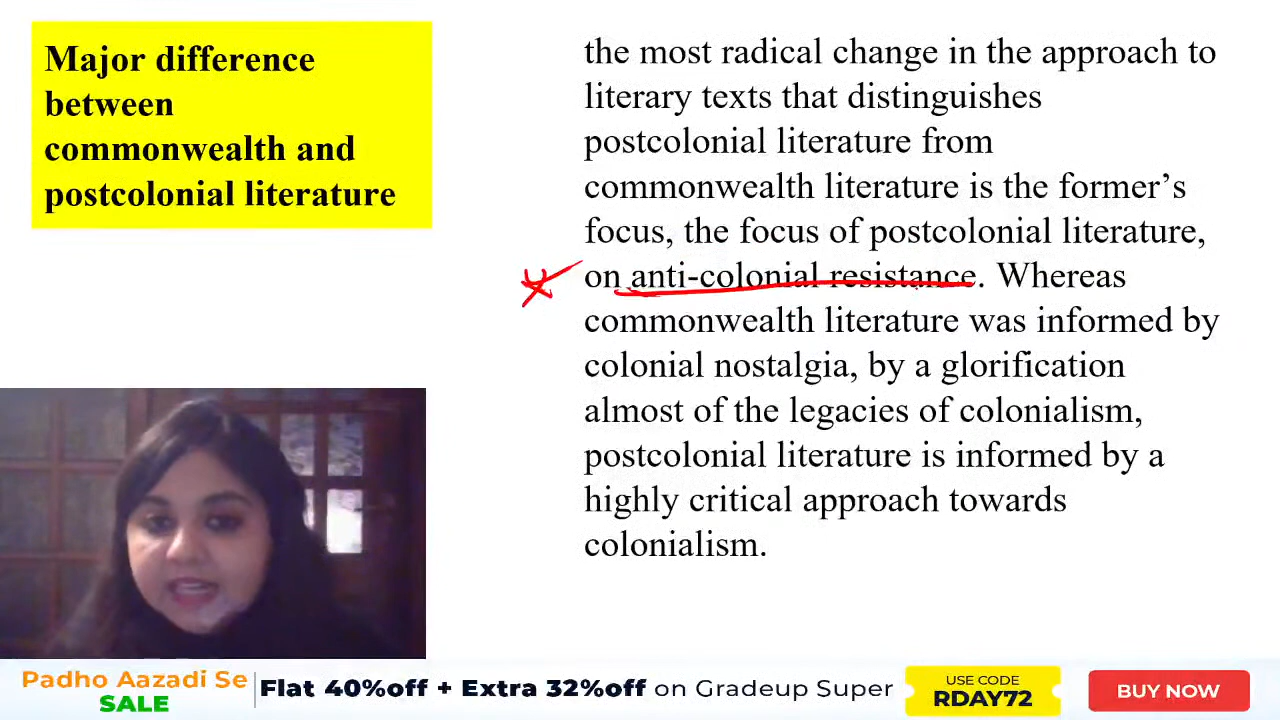 Major difference
between
commonwealth and
postcolonial literature
the most radical change in the approach to
literary texts that distinguishes
postcolonial literature from
commonwealth literature is the former’s
focus, the focus of postcolonial literature,
on anti-colonial resistance. Whereas
commonwealth literature was informed by
colonial nostalgia, by a glorification
almost of the legacies of colonialism,
postcolonial literature is informed by a
highly critical approach towards
colonialism.
Padho Aazadi Se
SALE
Flat 40%off + Extra 32%off on Gradeup Super
USE CODE
RDAY72
BUY NOW